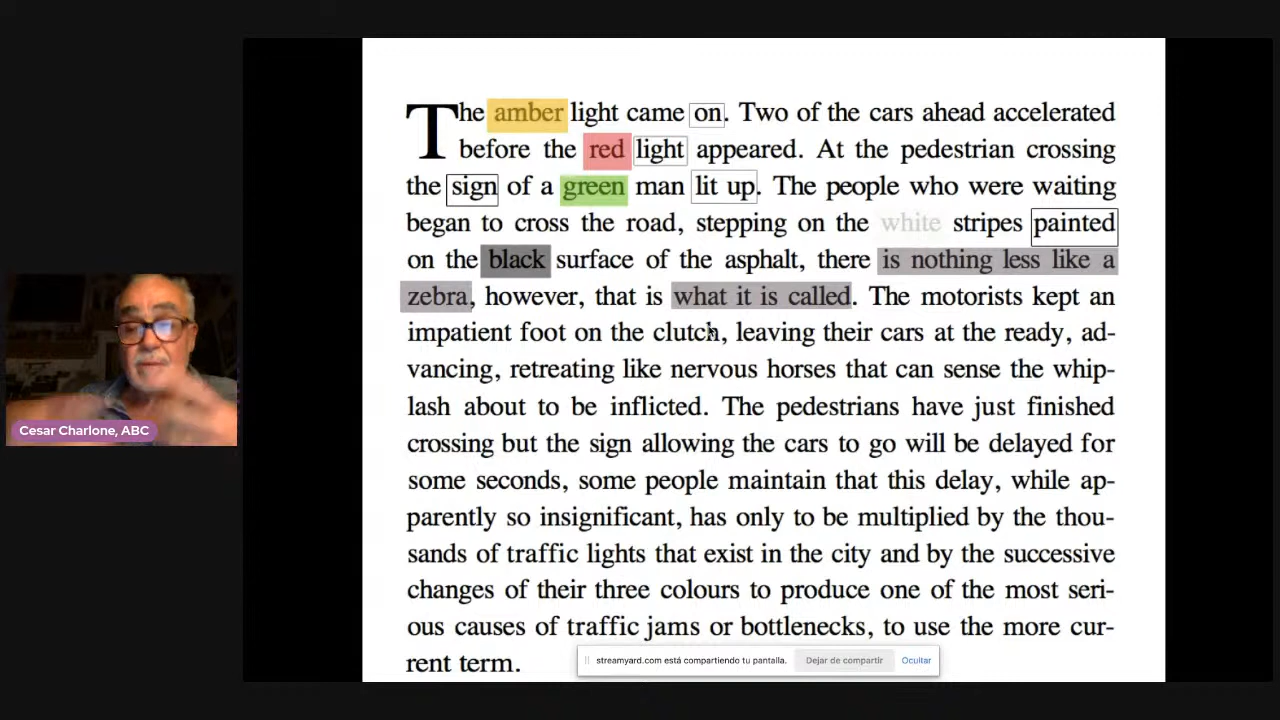 The amber light came on. Two of the cars ahead accelerated
before the red light appeared. At the pedestrian crossing
the sign of a green man lit up. The people who were waiting
began to cross the road, stepping on the white stripes painted
on the black surface of the asphalt, there is nothing less like a
zebra, however, that is what it is called. The motorists kept an
impatient foot on the clutch, leaving their cars at the ready, ad-
vancing, retreating like nervous horses that can sense the whip-
lash about to be inflicted. The pedestrians have just finished
crossing but the sign allowing the cars to go will be delayed for
some seconds, some people maintain that this delay, while ap-
parently so insignificant, has only to be multiplied by the thou-
sands of traffic lights that exist in the city and by the successive
changes of their three colours to produce one of the most seri-
ous causes of traffic jams or bottlenecks, to use the more cur-
rent term.
Cesar Charlone, ABC
streamyard.com está compartiendo tu pantalla. Dejar de compartir Ocultar